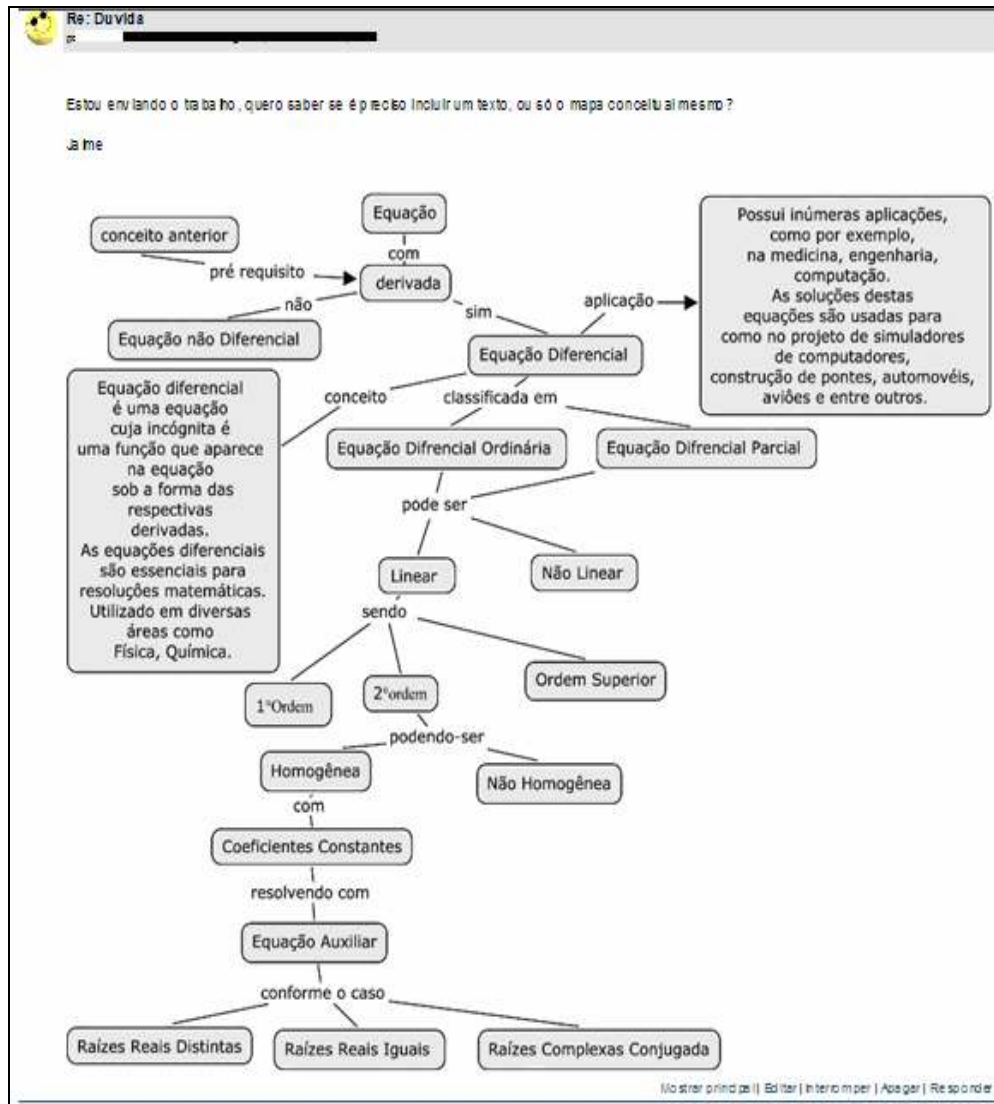 Re: Duvida
Estou enviando o trabalho, quero saber se é preciso incluir um texto, ou só o mapa conceitual mesmo?
Jaime
Equação
conceito anterior
com
pré requisito
derivada
não
sim
aplicação
Possui inúmeras aplicações,
como por exemplo,
na medicina, engenharia,
computação.
As soluções destas
equações são usadas para
como no projeto de simuladores
de computadores,
construção de pontes, automovéis,
aviões e entre outros.
Equação não Diferencial
Equação Diferencial
conceito
classificada em
Equação diferencial
é uma equação
cuja incógnita é
uma função que aparece
na equação
sob a forma das
respectivas
derivadas.
As equações diferenciais
são essenciais para
resoluções matemáticas.
Utilizado em diversas
áreas como
Física, Química.
Equação Difrencial Ordinária
Equação Difrencial Parcial
pode ser
Linear
Não Linear
sendo
1°Ordem
2°ordem
Ordem Superior
podendo-ser
Homogênea
Não Homogênea
com
Coeficientes Constantes
resolvendo com
Equação Auxiliar
conforme o caso
Raízes Reais Distintas
Raízes Reais Iguais
Raízes Complexas Conjugada
Mostrar principal | Editar | Interromper | Apagar | Responder